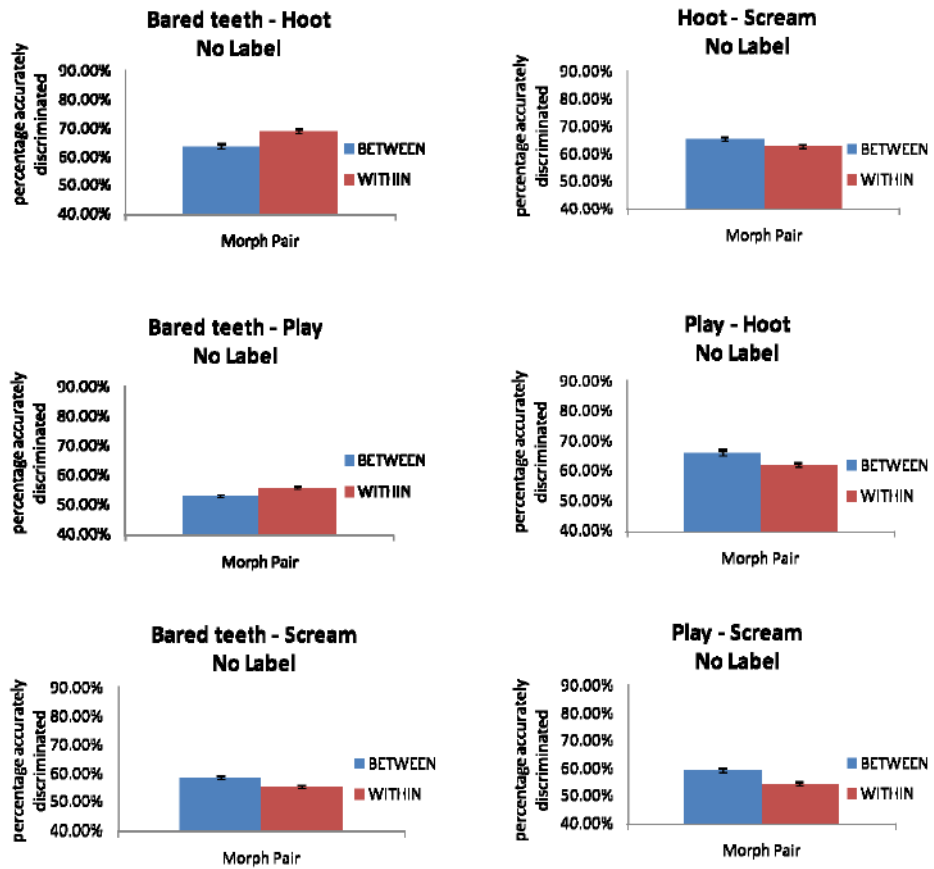 Bared teeth - Hoot
No Label
percentage accurately
discriminated
90.00%
80.00%
70.00%
60.00%
50.00%
40.00%
BETWEEN
WITHIN
Morph Pair
Hoot - Scream
No Label
percentage accurately
discriminated
90.00%
80.00%
70.00%
60.00%
50.00%
40.00%
BETWEEN
WITHIN
Morph Pair
Bared teeth - Play
No Label
percentage accurately
discriminated
90.00%
80.00%
70.00%
60.00%
50.00%
40.00%
BETWEEN
WITHIN
Morph Pair
Play - Hoot
No Label
percentage accurately
discriminated
90.00%
80.00%
70.00%
60.00%
50.00%
40.00%
BETWEEN
WITHIN
Morph Pair
Bared teeth - Scream
No Label
percentage accurately
discriminated
90.00%
80.00%
70.00%
60.00%
50.00%
40.00%
BETWEEN
WITHIN
Morph Pair
Play - Scream
No Label
percentage accurately
discriminated
90.00%
80.00%
70.00%
60.00%
50.00%
40.00%
BETWEEN
WITHIN
Morph Pair